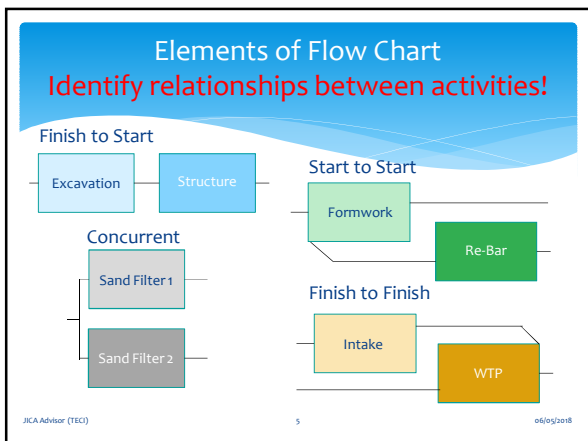 Elements of Flow Chart
Identify relationships between activities!
Finish to Start
Excavation
Structure
Concurrent
Sand Filter 1
Sand Filter 2
Start to Start
Formwork
Re-Bar
Finish to Finish
Intake
WTP
JICA Advisor (TECI)
5
06/05/2018